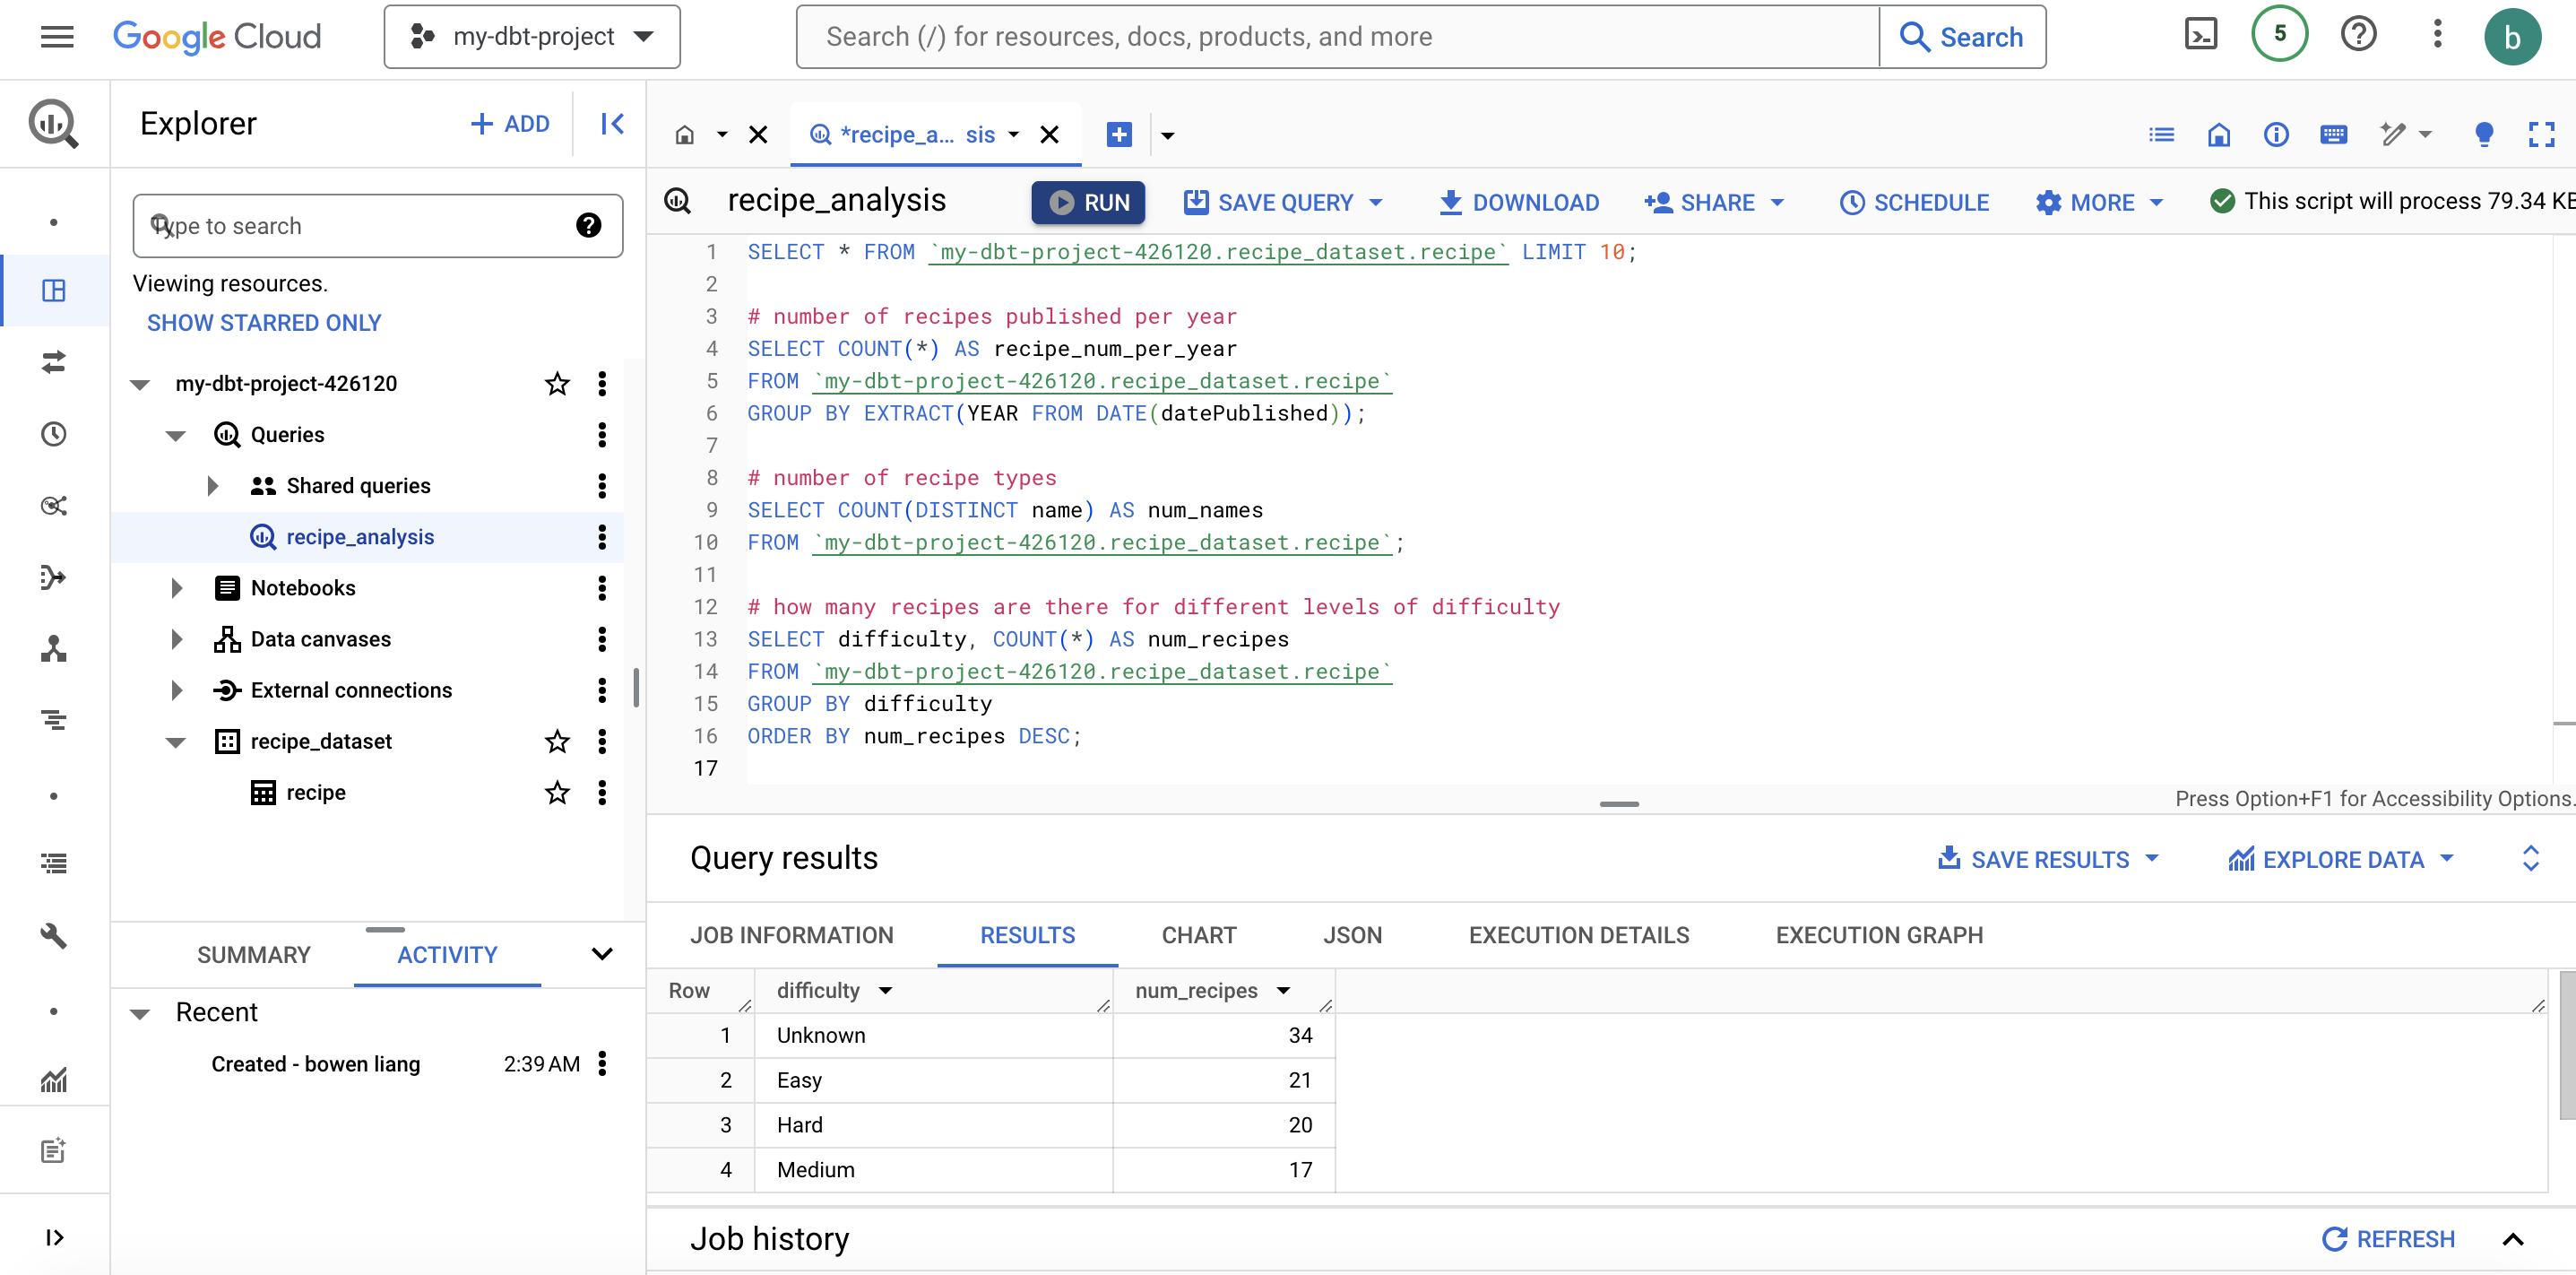 Google Cloud
my-dbt-project
Search (/) for resources, docs, products, and more
Search
5
b
Explorer
ADD
Type to search
Viewing resources.
SHOW STARRED ONLY
my-dbt-project-426120
Queries
Shared queries
recipe_analysis
Notebooks
Data canvases
External connections
recipe_dataset
recipe
SUMMARY
ACTIVITY
Recent
Created - bowen liang
2:39 AM
*recipe_a... sis
recipe_analysis
RUN
SAVE QUERY
DOWNLOAD
SHARE
SCHEDULE
MORE
This script will process 79.34 KB
1 SELECT * FROM `my-dbt-project-426120.recipe_dataset.recipe` LIMIT 10;
2
3 # number of recipes published per year
4 SELECT COUNT(*) AS recipe_num_per_year
5 FROM `my-dbt-project-426120.recipe_dataset.recipe`
6 GROUP BY EXTRACT(YEAR FROM DATE(datePublished));
7
8 # number of recipe types
9 SELECT COUNT(DISTINCT name) AS num_names
10 FROM `my-dbt-project-426120.recipe_dataset.recipe`;
11
12 # how many recipes are there for different levels of difficulty
13 SELECT difficulty, COUNT(*) AS num_recipes
14 FROM `my-dbt-project-426120.recipe_dataset.recipe`
15 GROUP BY difficulty
16 ORDER BY num_recipes DESC;
17
Press Option+F1 for Accessibility Options.
Query results
SAVE RESULTS
EXPLORE DATA
JOB INFORMATION
RESULTS
CHART
JSON
EXECUTION DETAILS
EXECUTION GRAPH
Row difficulty num_recipes
1 Unknown 34
2 Easy 21
3 Hard 20
4 Medium 17
Job history
REFRESH